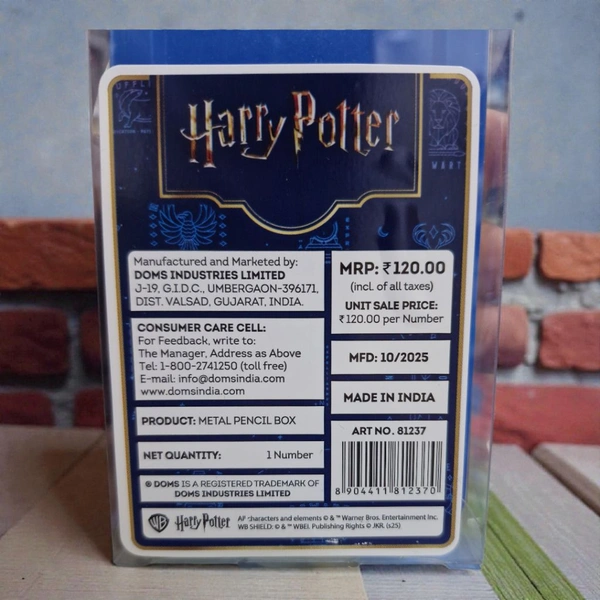 Harry Potter
WART
Manufactured and Marketed by:
DOMS INDUSTRIES LIMITED
J-19, G.I.D.C., UMBERGAON-396171,
DIST. VALSAD, GUJARAT, INDIA.
CONSUMER CARE CELL:
For Feedback, write to:
The Manager, Address as Above
Tel: 1-800-2741250 (toll free)
E-mail: info@domsindia.com
www.domsindia.com
PRODUCT: METAL PENCIL BOX
NET QUANTITY: 1 Number
® DOMS IS A REGISTERED TRADEMARK OF
DOMS INDUSTRIES LIMITED
MRP: ₹120.00
(incl. of all taxes)
UNIT SALE PRICE:
₹120.00 per Number
MFD: 10/2025
MADE IN INDIA
ART NO. 81237
8 904411 812370
WB Harry Potter
characters and elements © & ™ Warner Bros. Entertainment Inc.
WB SHIELD: © & ™ WBEI. Publishing Rights © JKR. (s25)